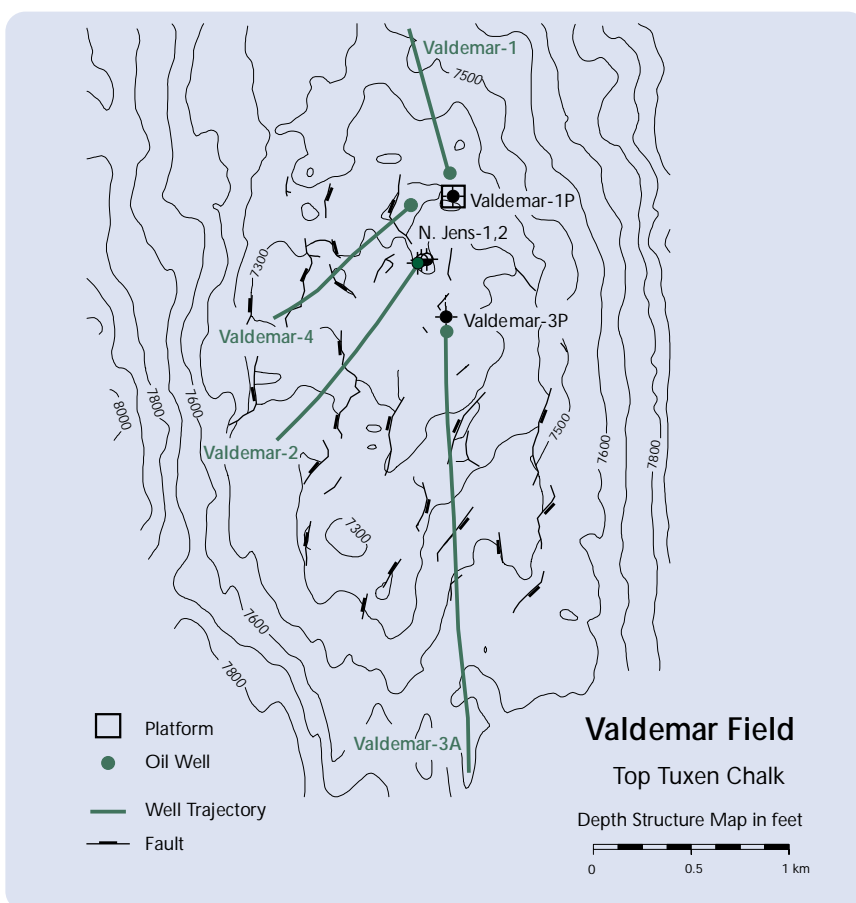 Valdemar-1
7500
Valdemar-1P
N. Jens-1,2
7300
Valdemar-3P
Valdemar-4
8000
7800
7600
7500
7600
7800
Valdemar-2
7300
7600
7800
Valdemar-3A
Platform
Oil Well
Well Trajectory
Fault
Valdemar Field
Top Tuxen Chalk
Depth Structure Map in feet
0 0.5 1 km